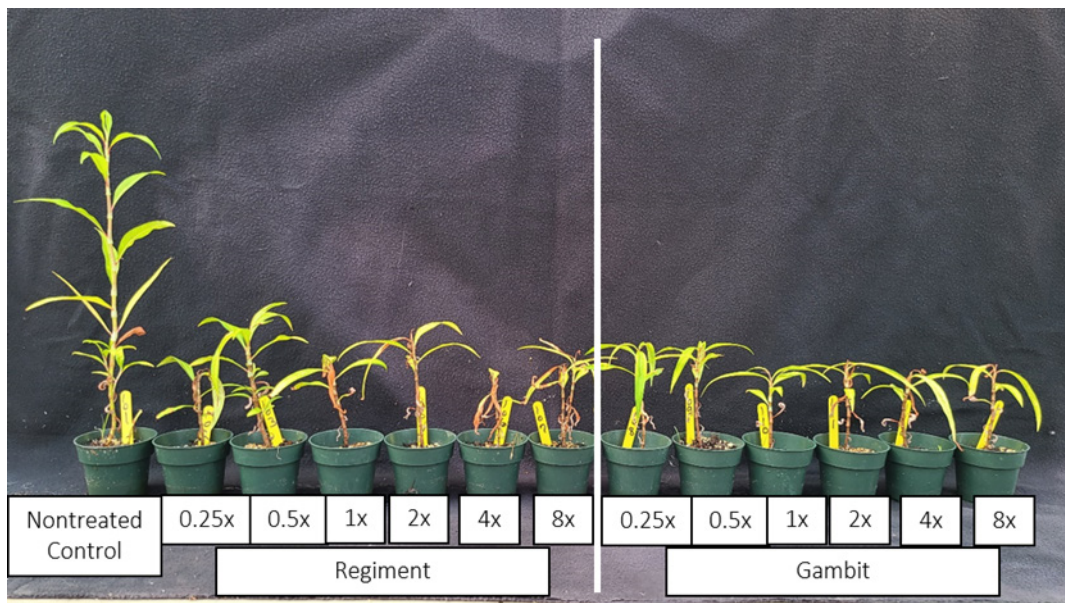 Nontreated
Control
0.25x
0.5x
1x
2x
4x
8x
0.25x
0.5x
1x
2x
4x
8x
Regiment
Gambit